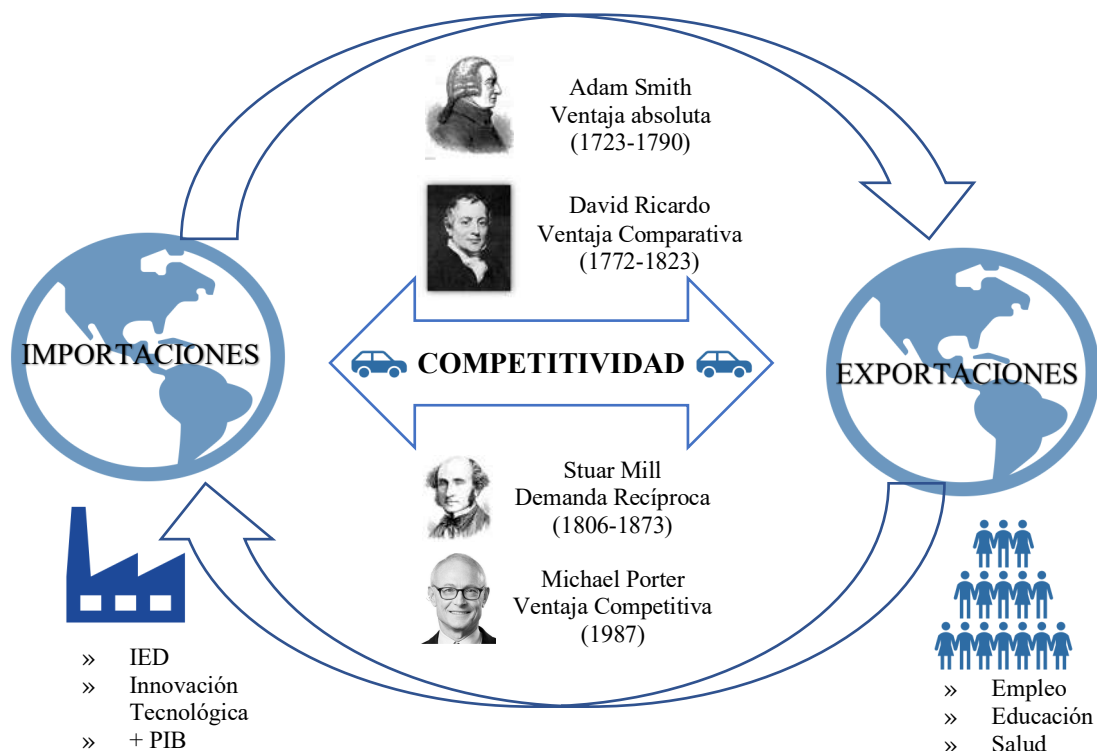 Adam Smith
Ventaja absoluta
(1723-1790)
David Ricardo
Ventaja Comparativa
(1772-1823)
IMPORTACIONES
COMPETITIVIDAD
EXPORTACIONES
Stuar Mill
Demanda Recíproca
(1806-1873)
Michael Porter
Ventaja Competitiva
(1987)
» IED
» Innovación
Tecnológica
» + PIB
» Empleo
» Educación
» Salud